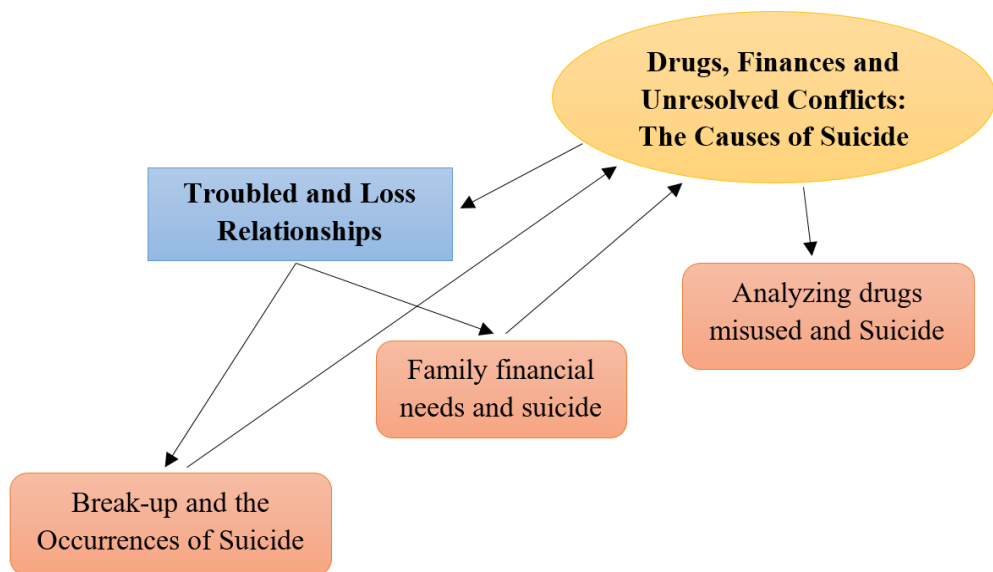 Drugs, Finances and
Unresolved Conflicts:
The Causes of Suicide
Troubled and Loss
Relationships
Analyzing drugs
misused and Suicide
Family financial
needs and suicide
Break-up and the
Occurrences of Suicide